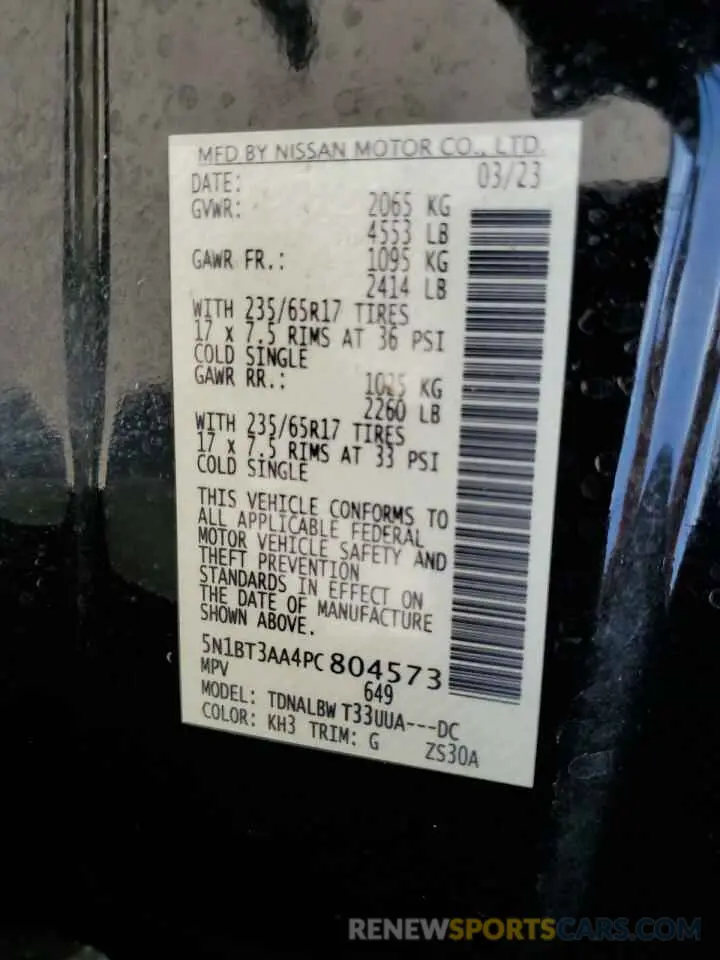 MFD BY NISSAN MOTOR CO., LTD.
DATE: 03/23
GVWR: 2065 KG
4553 LB
GAWR FR.: 1095 KG
2414 LB
WITH 235/65R17 TIRES
17 x 7.5 RIMS AT 36 PSI
COLD SINGLE
GAWR RR.: 1025 KG
2260 LB
WITH 235/65R17 TIRES
17 x 7.5 RIMS AT 33 PSI
COLD SINGLE
THIS VEHICLE CONFORMS TO
ALL APPLICABLE FEDERAL
MOTOR VEHICLE SAFETY AND
THEFT PREVENTION
STANDARDS IN EFFECT ON
THE DATE OF MANUFACTURE
SHOWN ABOVE.
5N1BT3AA4PC804573
MPV 649
MODEL: TDNALBW T33UUA---DC
COLOR: KH3 TRIM: G ZS30A
RENEWSPORTSCARS.COM